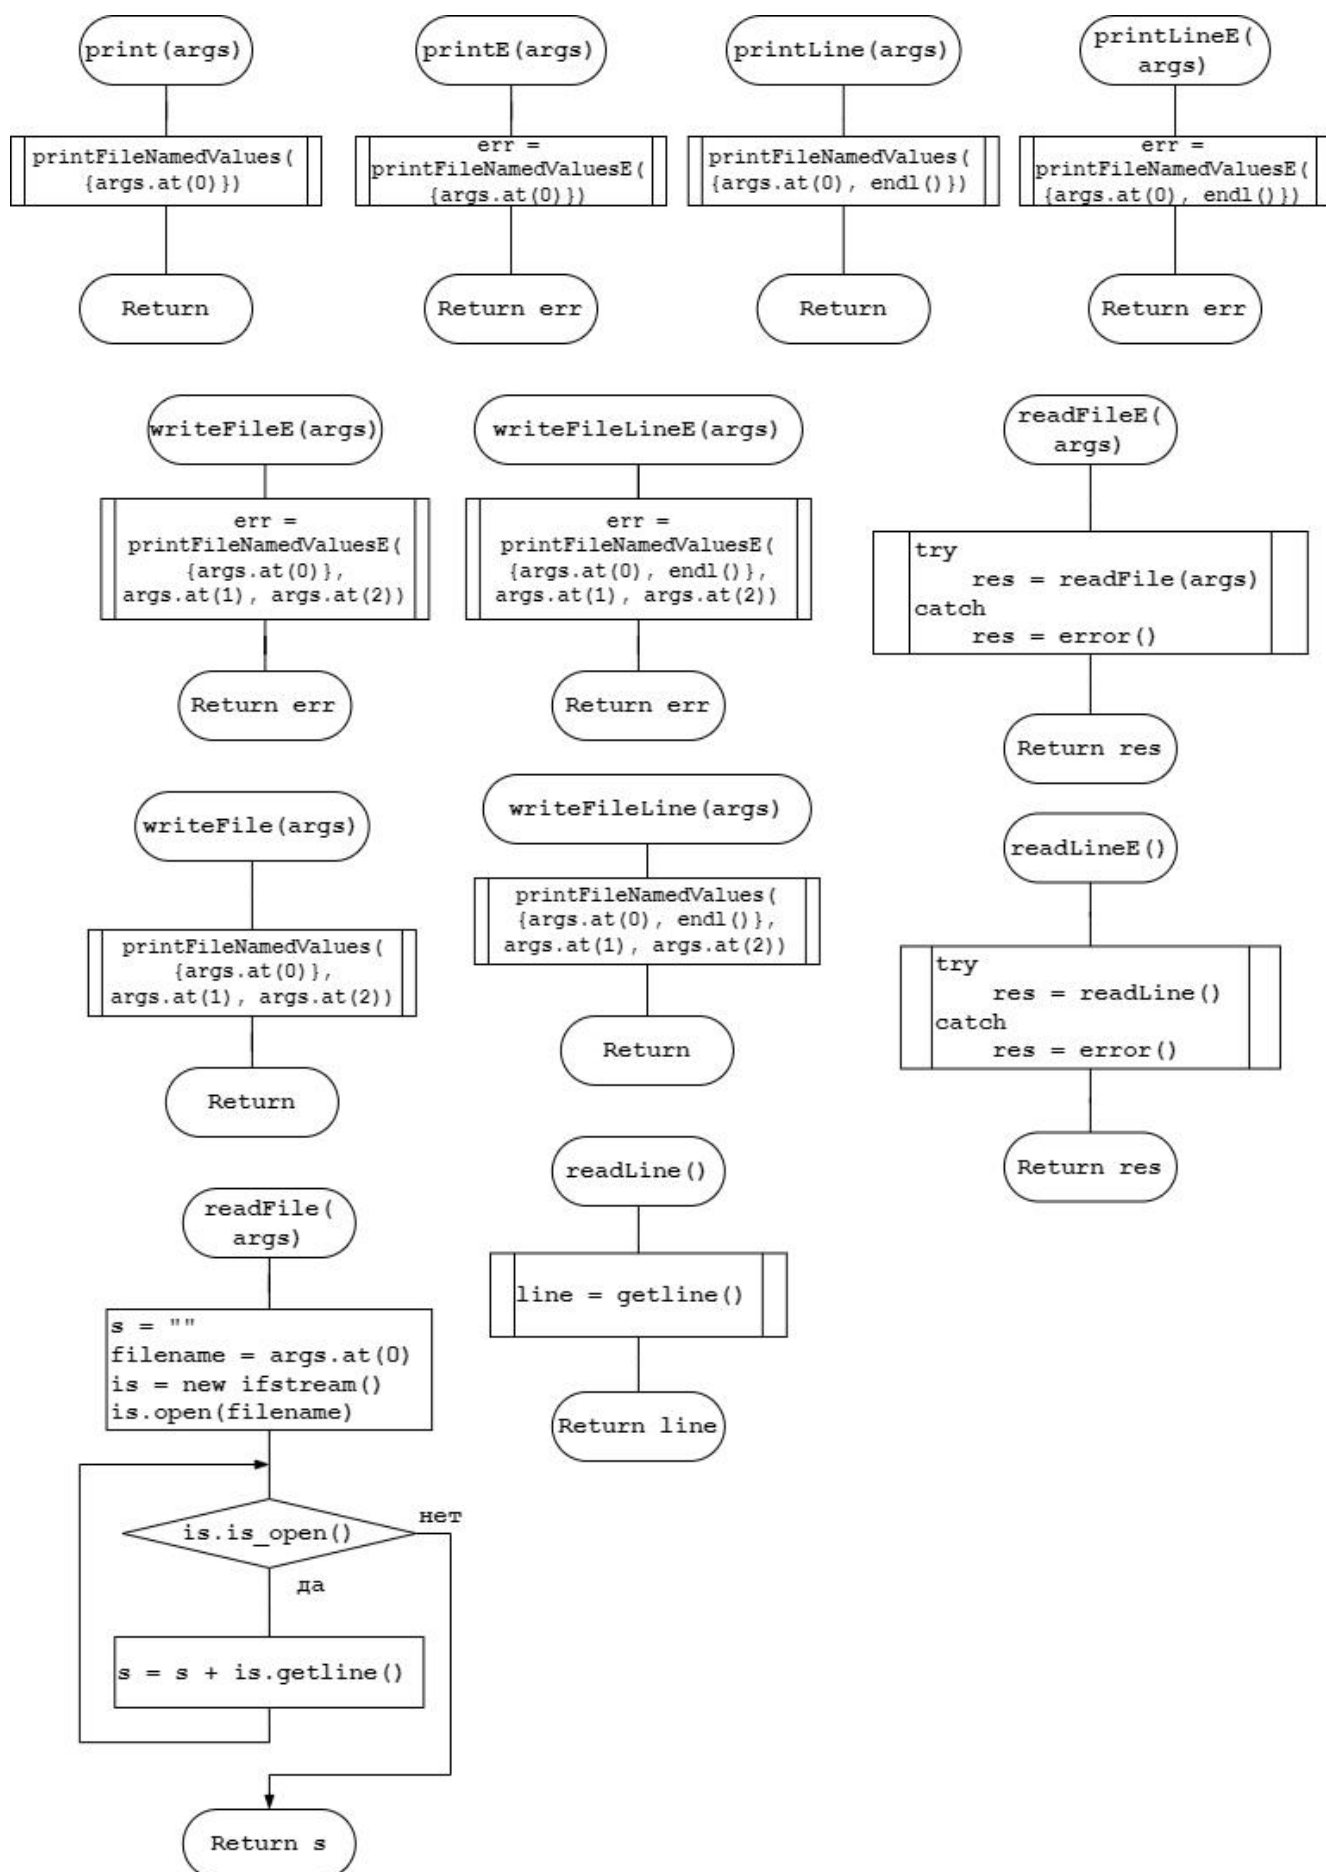 print(args)
printFileNamedValues(
{args.at(0)})
Return
printE(args)
err =
printFileNamedValuesE(
{args.at(0)})
Return err
printLine(args)
printFileNamedValues(
{args.at(0), endl()})
Return
printLineE(
args)
err =
printFileNamedValuesE(
{args.at(0), endl()})
Return err
writeFileE(args)
err =
printFileNamedValuesE(
{args.at(0)},
args.at(1), args.at(2))
Return err
writeFileLineE(args)
err =
printFileNamedValuesE(
{args.at(0), endl()},
args.at(1), args.at(2))
Return err
readFileE(
args)
try
res = readFile(args)
catch
res = error()
Return res
writeFile(args)
printFileNamedValues(
{args.at(0)},
args.at(1), args.at(2))
Return
writeFileLine(args)
printFileNamedValues(
{args.at(0), endl()},
args.at(1), args.at(2))
Return
readLineE()
try
res = readLine()
catch
res = error()
Return res
readFile(
args)
s = ""
filename = args.at(0)
is = new ifstream()
is.open(filename)
is.is_open()
нет
да
s = s + is.getline()
Return s
readLine()
line = getline()
Return line